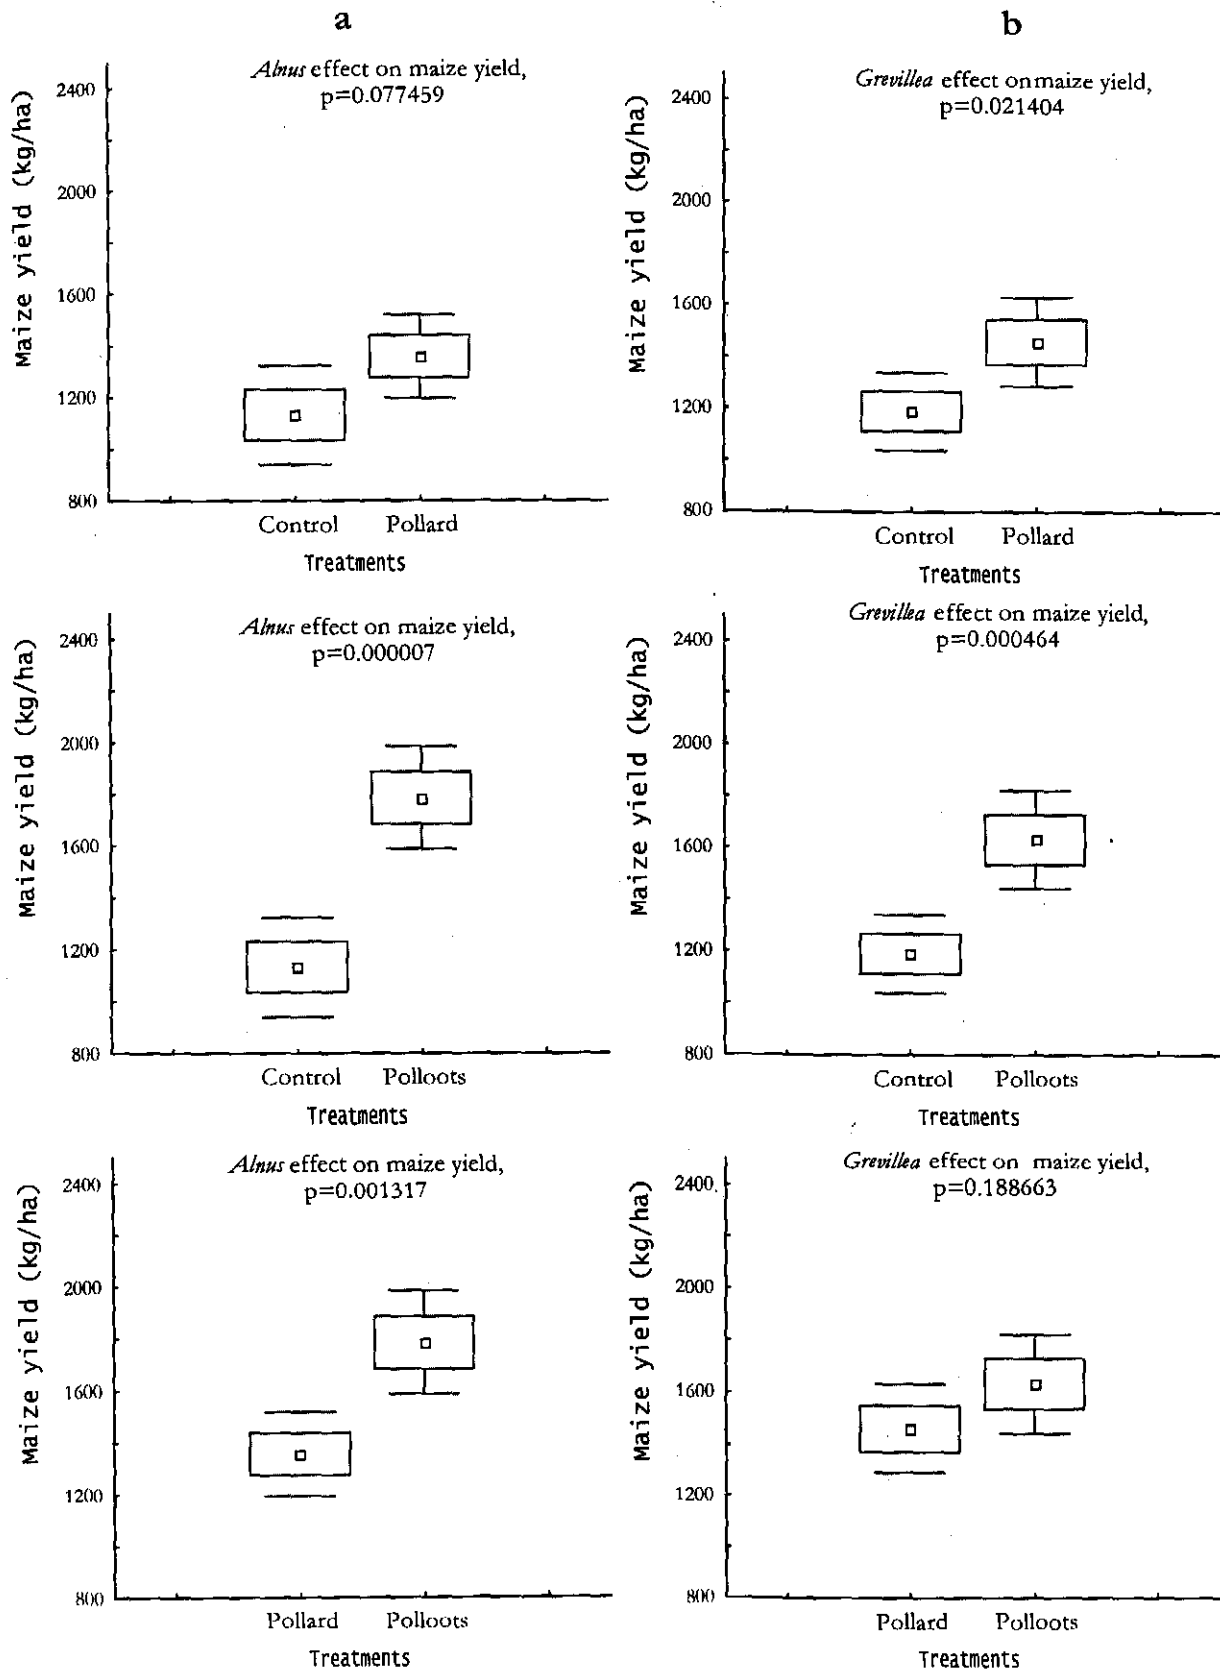 a
Alnus effect on maize yield,
p=0.077459
Maize yield (kg/ha)
2400
2000
1600
1200
800
Control Pollard
Treatments
b
Grevillea effect on maize yield,
p=0.021404
Maize yield (kg/ha)
2400
2000
1600
1200
800
Control Pollard
Treatments
Alnus effect on maize yield,
p=0.000007
Maize yield (kg/ha)
2400
2000
1600
1200
800
Control Polloots
Treatments
Grevillea effect on maize yield,
p=0.000464
Maize yield (kg/ha)
2400
2000
1600
1200
800
Control Polloots
Treatments
Alnus effect on maize yield,
p=0.001317
Maize yield (kg/ha)
2400
2000
1600
1200
800
Pollard Polloots
Treatments
Grevillea effect on maize yield,
p=0.188663
Maize yield (kg/ha)
2400
2000
1600
1200
800
Pollard Polloots
Treatments